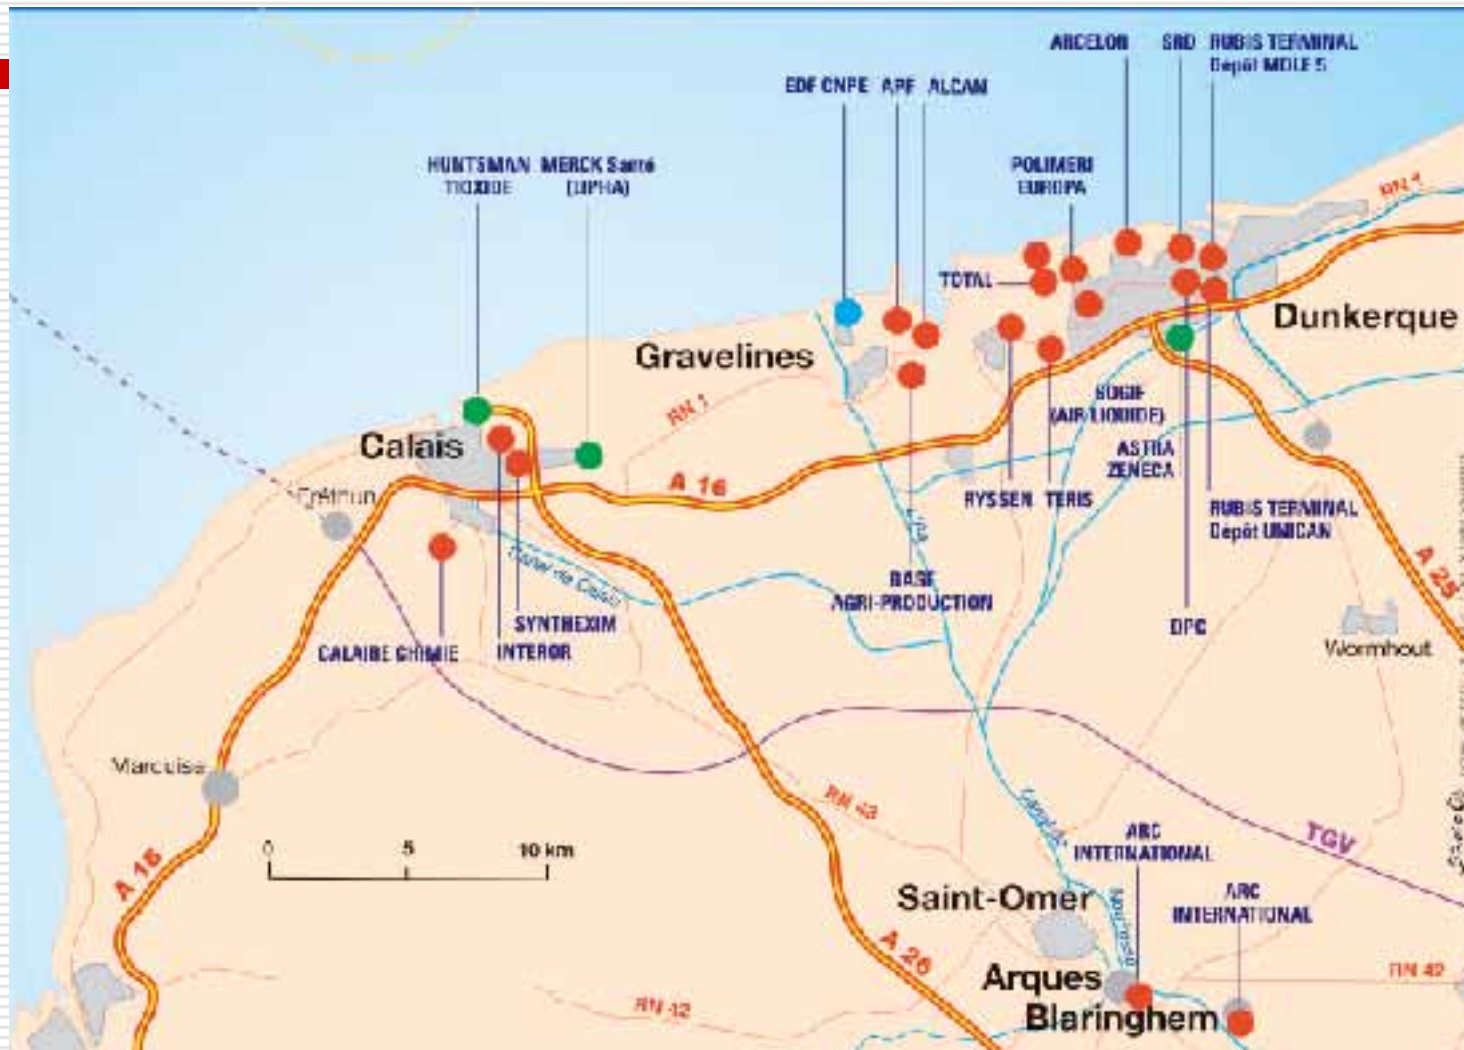 ARCELOR
SRD
RUBIS TERMINAL
Dépôt MOLE 5
EDF CNPE
APF
ALCAN
HUNTSMAN
TIOXIDE
MERCK Santé
(LIPHA)
POLIMERI
EUROPA
RN 1
TOTAL
Dunkerque
Gravelines
RN 1
SOGIF
(AIR LIQUIDE)
Calais
ASTRA
ZENECA
A 16
Fréthun
RYSSEN
TERIS
RUBIS TERMINAL
Dépôt UNICAN
L'Aa
Canal de Calais
BASF
AGRI-PRODUCTION
A 25
SYNTHEXIM
DPC
CALAIRE CHIMIE
INTEROR
Wormhout
Marquise
RN 43
0
5
10 km
TGV
ARC
INTERNATIONAL
A 16
Saint-Omer
ARC
INTERNATIONAL
A 26
Arques
RN 42
RN 42
Blaringhem